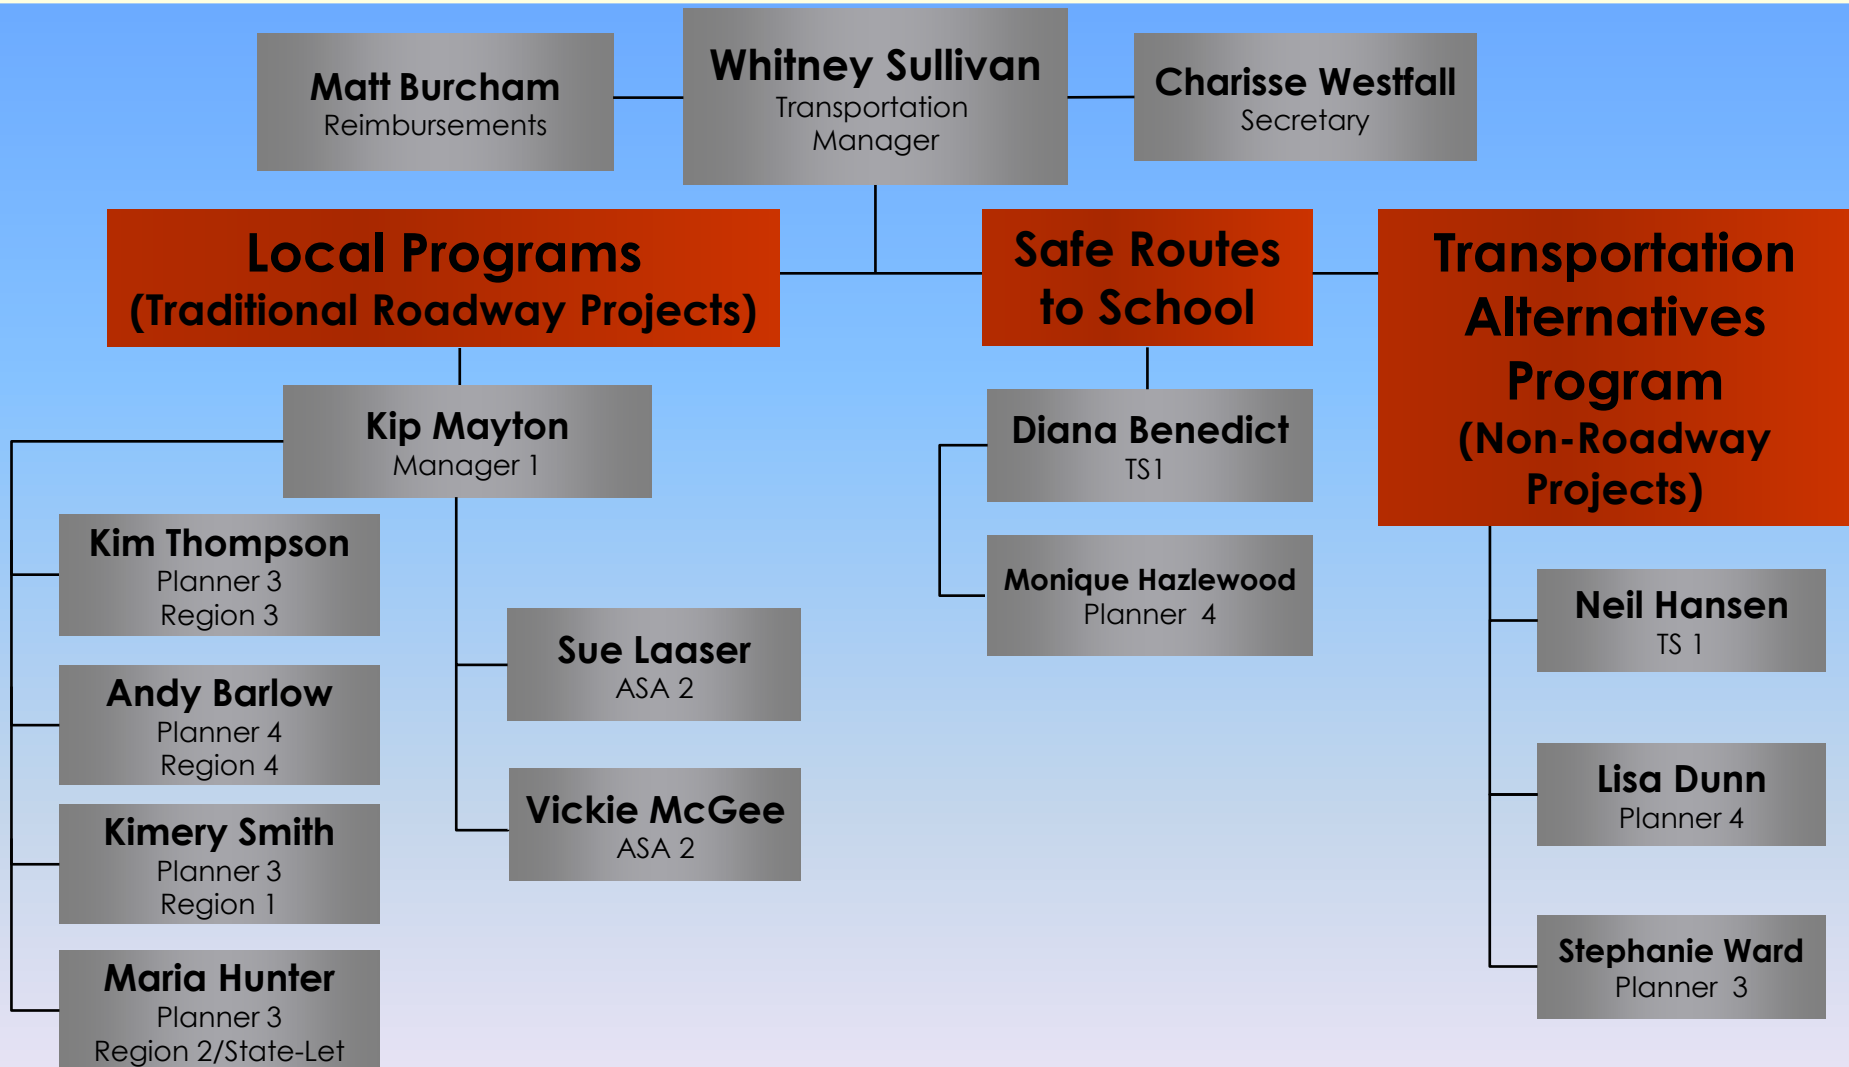 Matt Burcham
Reimbursements
Whitney Sullivan
Transportation
Manager
Charisse Westfall
Secretary
Local Programs
(Traditional Roadway Projects)
Safe Routes
to School
Transportation
Alternatives
Program
(Non-Roadway
Projects)
Kip Mayton
Manager 1
Kim Thompson
Planner 3
Region 3
Andy Barlow
Planner 4
Region 4
Kimery Smith
Planner 3
Region 1
Maria Hunter
Planner 3
Region 2/State-Let
Sue Laaser
ASA 2
Vickie McGee
ASA 2
Diana Benedict
TS1
Monique Hazlewood
Planner 4
Neil Hansen
TS 1
Lisa Dunn
Planner 4
Stephanie Ward
Planner 3